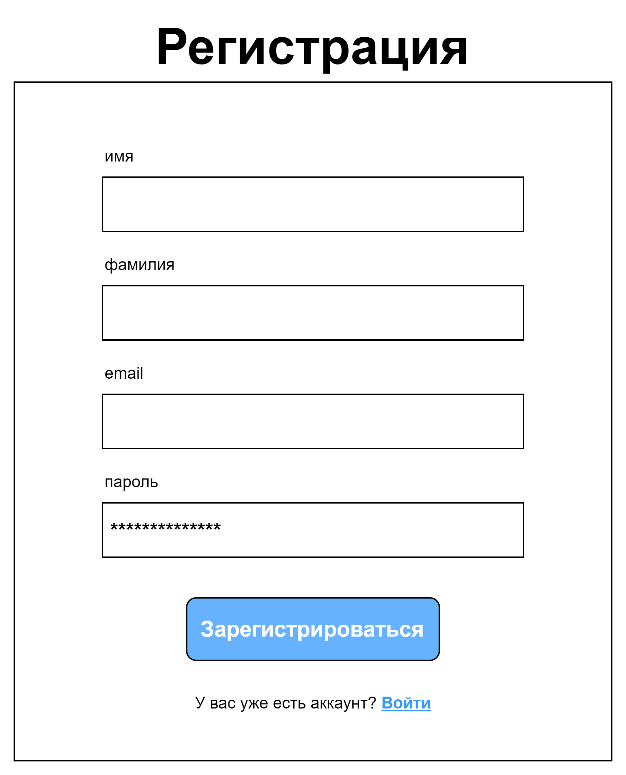 Регистрация
имя
фамилия
email
пароль
**************
Зарегистрироваться
У вас уже есть аккаунт? Войти